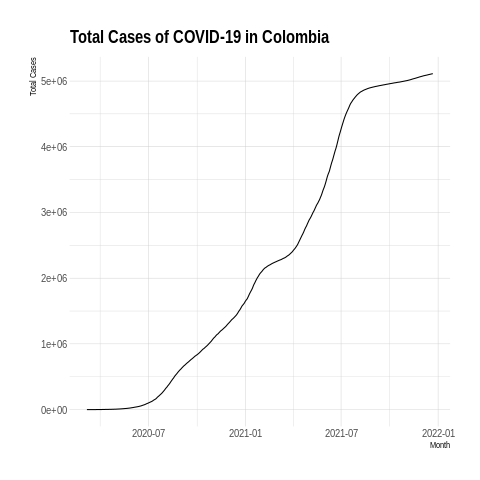 Total Cases of COVID-19 in Colombia
Total Cases
5e+06
4e+06
3e+06
2e+06
1e+06
0e+00
2020-07 2021-01 2021-07 2022-01
Month